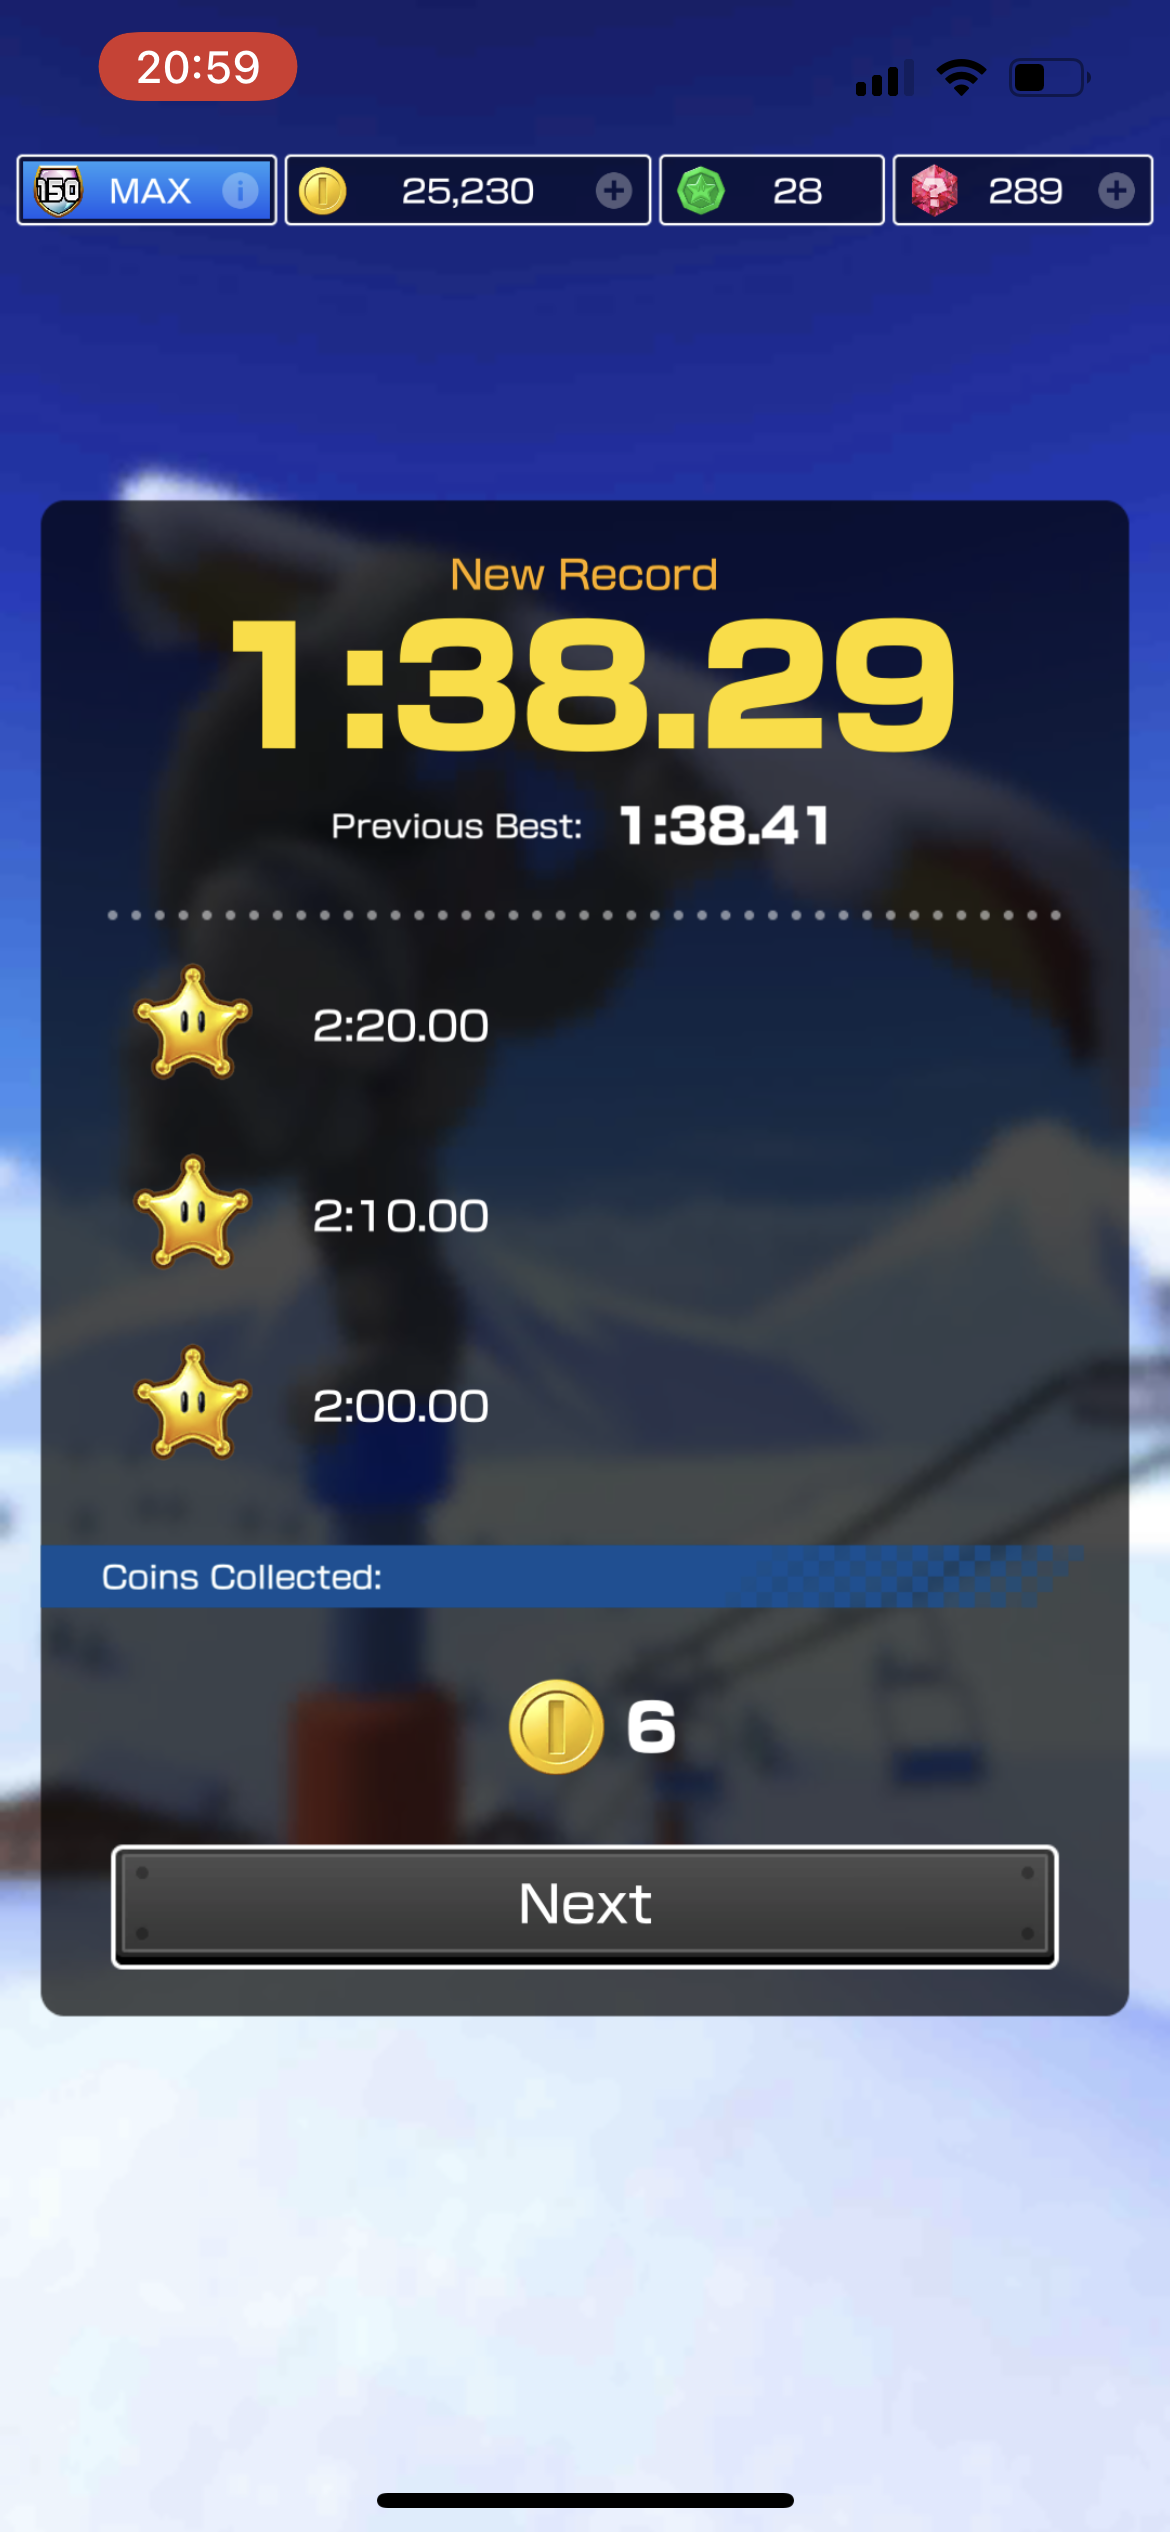 20:59
150 MAX i 25,230 + 28 ? 289 +
New Record
1:38.29
Previous Best: 1:38.41
2:20.00
2:10.00
2:00.00
Coins Collected:
6
Next